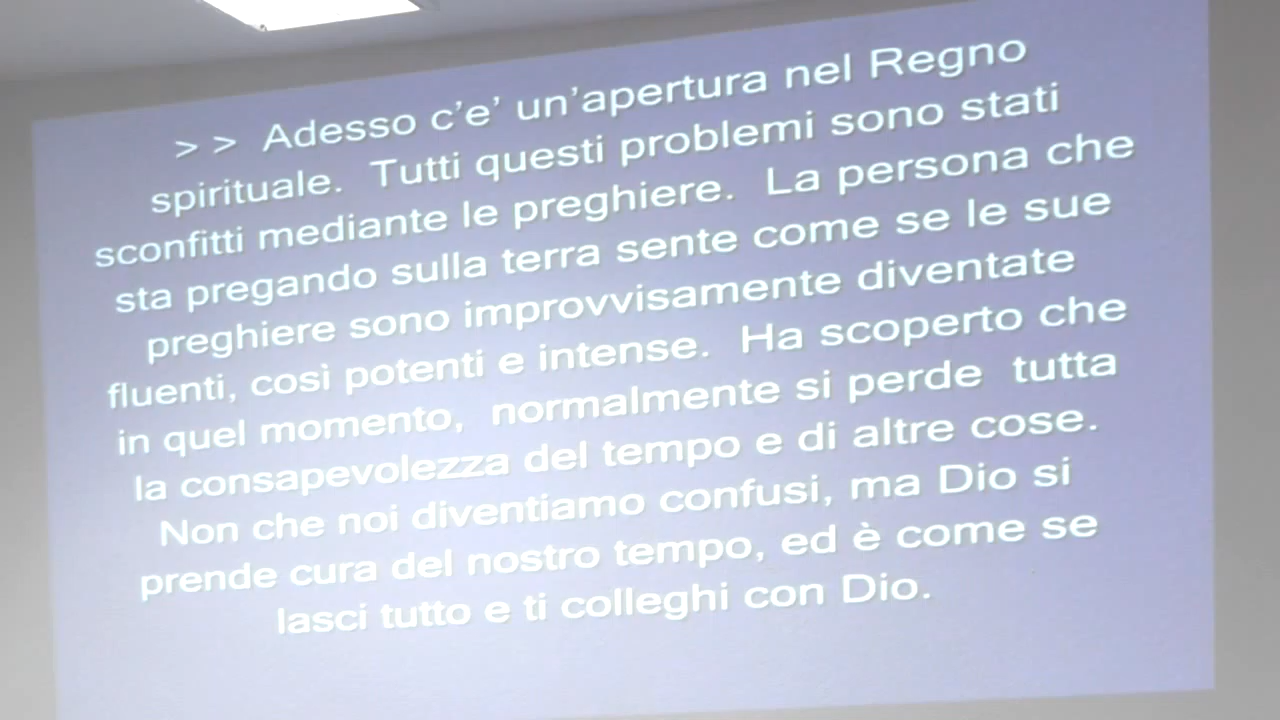 > > Adesso c'e' un'apertura nel Regno
spirituale. Tutti questi problemi sono stati
sconfitti mediante le preghiere. La persona che
sta pregando sulla terra sente come se le sue
preghiere sono improvvisamente diventate
fluenti, così potenti e intense. Ha scoperto che
in quel momento, normalmente si perde tutta
la consapevolezza del tempo e di altre cose.
Non che noi diventiamo confusi, ma Dio si
prende cura del nostro tempo, ed è come se
lasci tutto e ti colleghi con Dio.